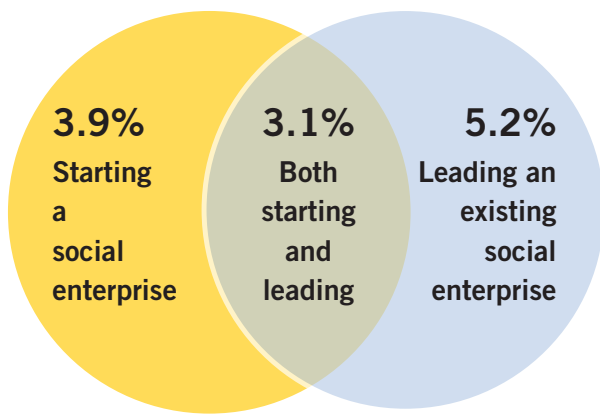 3.9%
Starting
a
social
enterprise
3.1%
Both
starting
and
leading
5.2%
Leading an
existing
social
enterprise